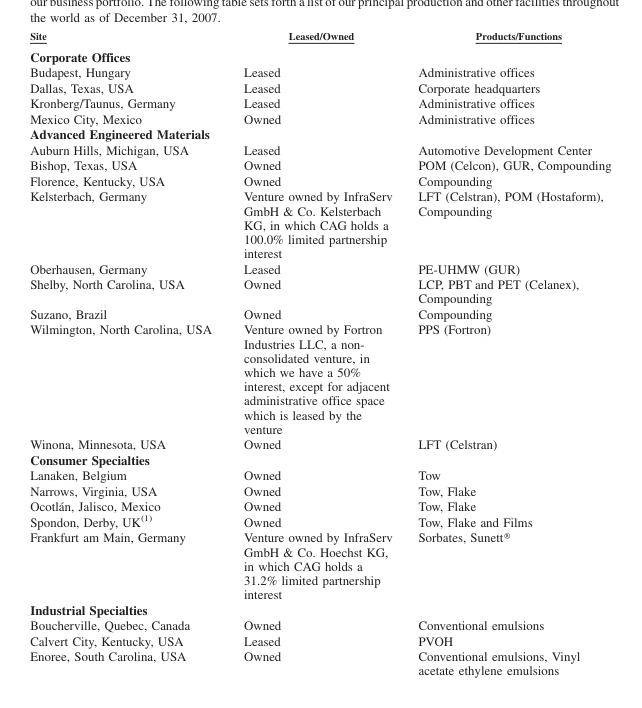 our business portfolio. The following table sets forth a list of our principal production and other facilities throughout
the world as of December 31, 2007.
Site Leased/Owned Products/Functions
Corporate Offices
Budapest, Hungary Leased Administrative offices
Dallas, Texas, USA Leased Corporate headquarters
Kronberg/Taunus, Germany Leased Administrative offices
Mexico City, Mexico Owned Administrative offices
Advanced Engineered Materials
Auburn Hills, Michigan, USA Leased Automotive Development Center
Bishop, Texas, USA Owned POM (Celcon), GUR, Compounding
Florence, Kentucky, USA Owned Compounding
Kelsterbach, Germany Venture owned by InfraServ LFT (Celstran), POM (Hostaform),
GmbH & Co. Kelsterbach Compounding
KG, in which CAG holds a
100.0% limited partnership
interest
Oberhausen, Germany Leased PE-UHMW (GUR)
Shelby, North Carolina, USA Owned LCP, PBT and PET (Celanex),
Compounding
Suzano, Brazil Owned Compounding
Wilmington, North Carolina, USA Venture owned by Fortron PPS (Fortron)
Industries LLC, a non-
consolidated venture, in
which we have a 50%
interest, except for adjacent
administrative office space
which is leased by the
venture
Winona, Minnesota, USA Owned LFT (Celstran)
Consumer Specialties
Lanaken, Belgium Owned Tow
Narrows, Virginia, USA Owned Tow, Flake
Ocotlán, Jalisco, Mexico Owned Tow, Flake
Spondon, Derby, UK(1) Owned Tow, Flake and Films
Frankfurt am Main, Germany Venture owned by InfraServ Sorbates, Sunett®
GmbH & Co. Hoechst KG,
in which CAG holds a
31.2% limited partnership
interest
Industrial Specialties
Boucherville, Quebec, Canada Owned Conventional emulsions
Calvert City, Kentucky, USA Leased PVOH
Enoree, South Carolina, USA Owned Conventional emulsions, Vinyl
acetate ethylene emulsions